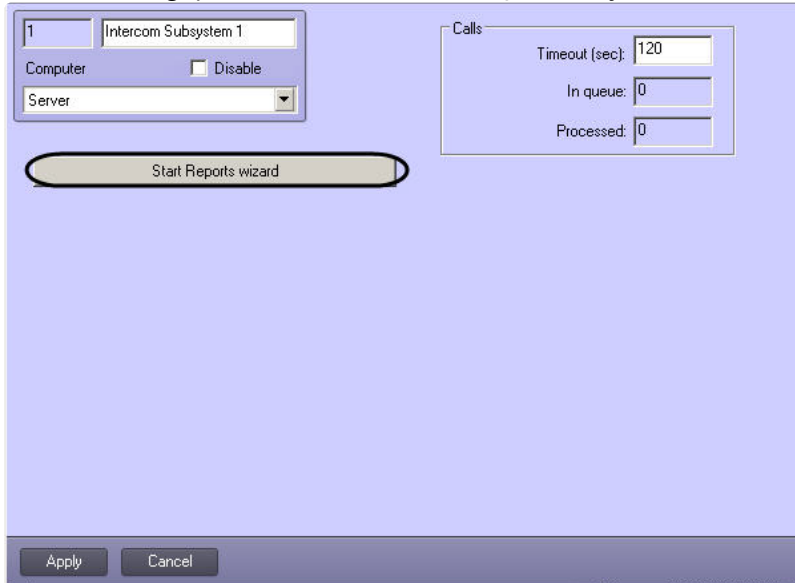 1 Intercom Subsystem 1
Computer Disable
Server
Calls
Timeout (sec): 120
In queue: 0
Processed: 0
Start Reports wizard
Apply Cancel